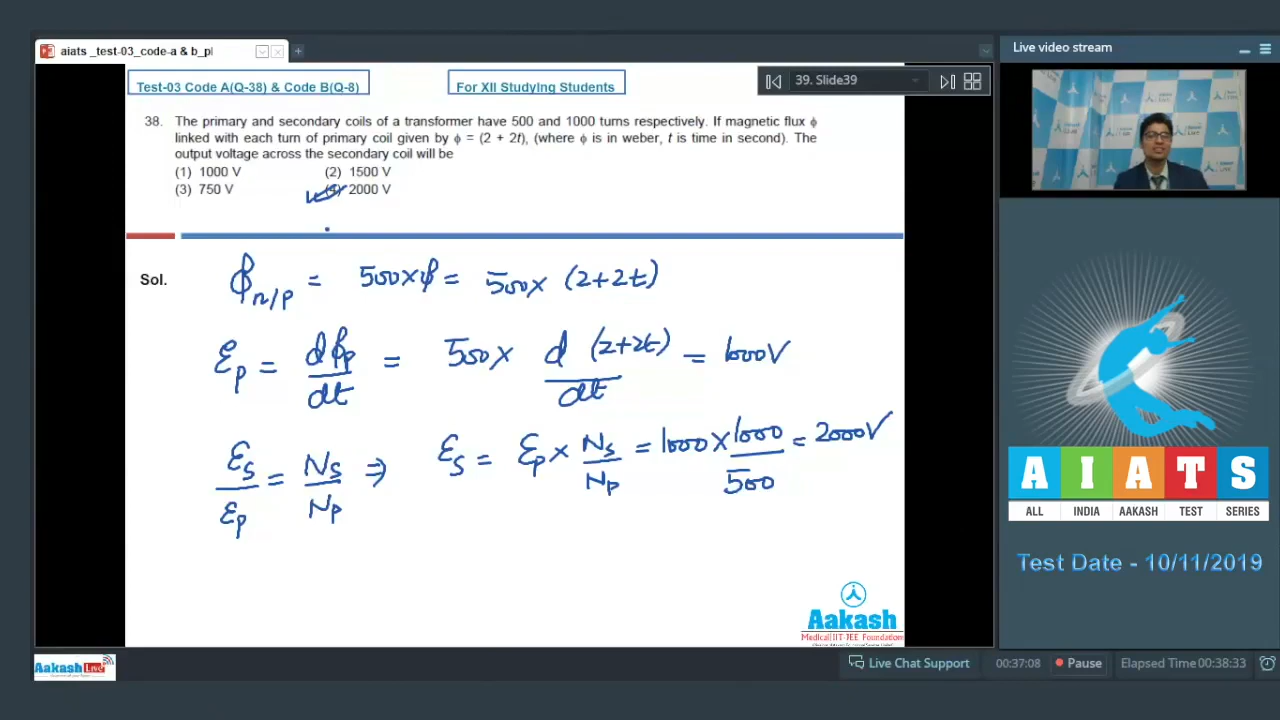 aiats _test-03_code-a & b_p
Live video stream
Test-03 Code A(Q-38) & Code B(Q-8)
For XII Studying Students
39. Slide39
38. The primary and secondary coils of a transformer have 500 and 1000 turns respectively. If magnetic flux ϕ
linked with each turn of primary coil given by ϕ = (2 + 2t), (where ϕ is in weber, t is time in second). The
output voltage across the secondary coil will be
(1) 1000 V (2) 1500 V
(3) 750 V (4) 2000 V
Sol. ϕn/p = 500×ϕ = 500× (2+2t)
εp = dϕp/dt = 500× d(2+2t)/dt = 1000V
εs/εp = Ns/Np ⇒ εs = εp × Ns/Np = 1000×1000/500 = 2000V
A I A T S
ALL INDIA AAKASH TEST SERIES
Test Date - 10/11/2019
Aakash
Medical|IIT-JEE|Foundations
Aakash Live
Live Chat Support
00:37:08
Pause
Elapsed Time 00:38:33